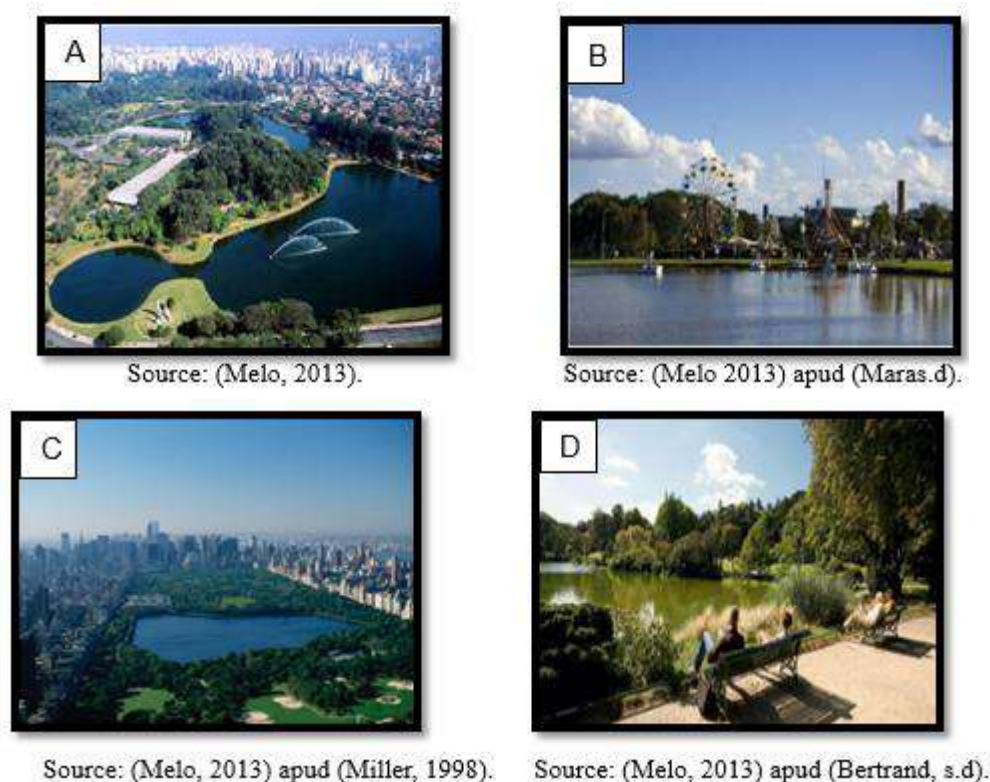 A
B
Source: (Melo, 2013).
Source: (Melo 2013) apud (Maras.d).
C
D
Source: (Melo, 2013) apud (Miller, 1998).
Source: (Melo, 2013) apud (Bertrand, s.d).